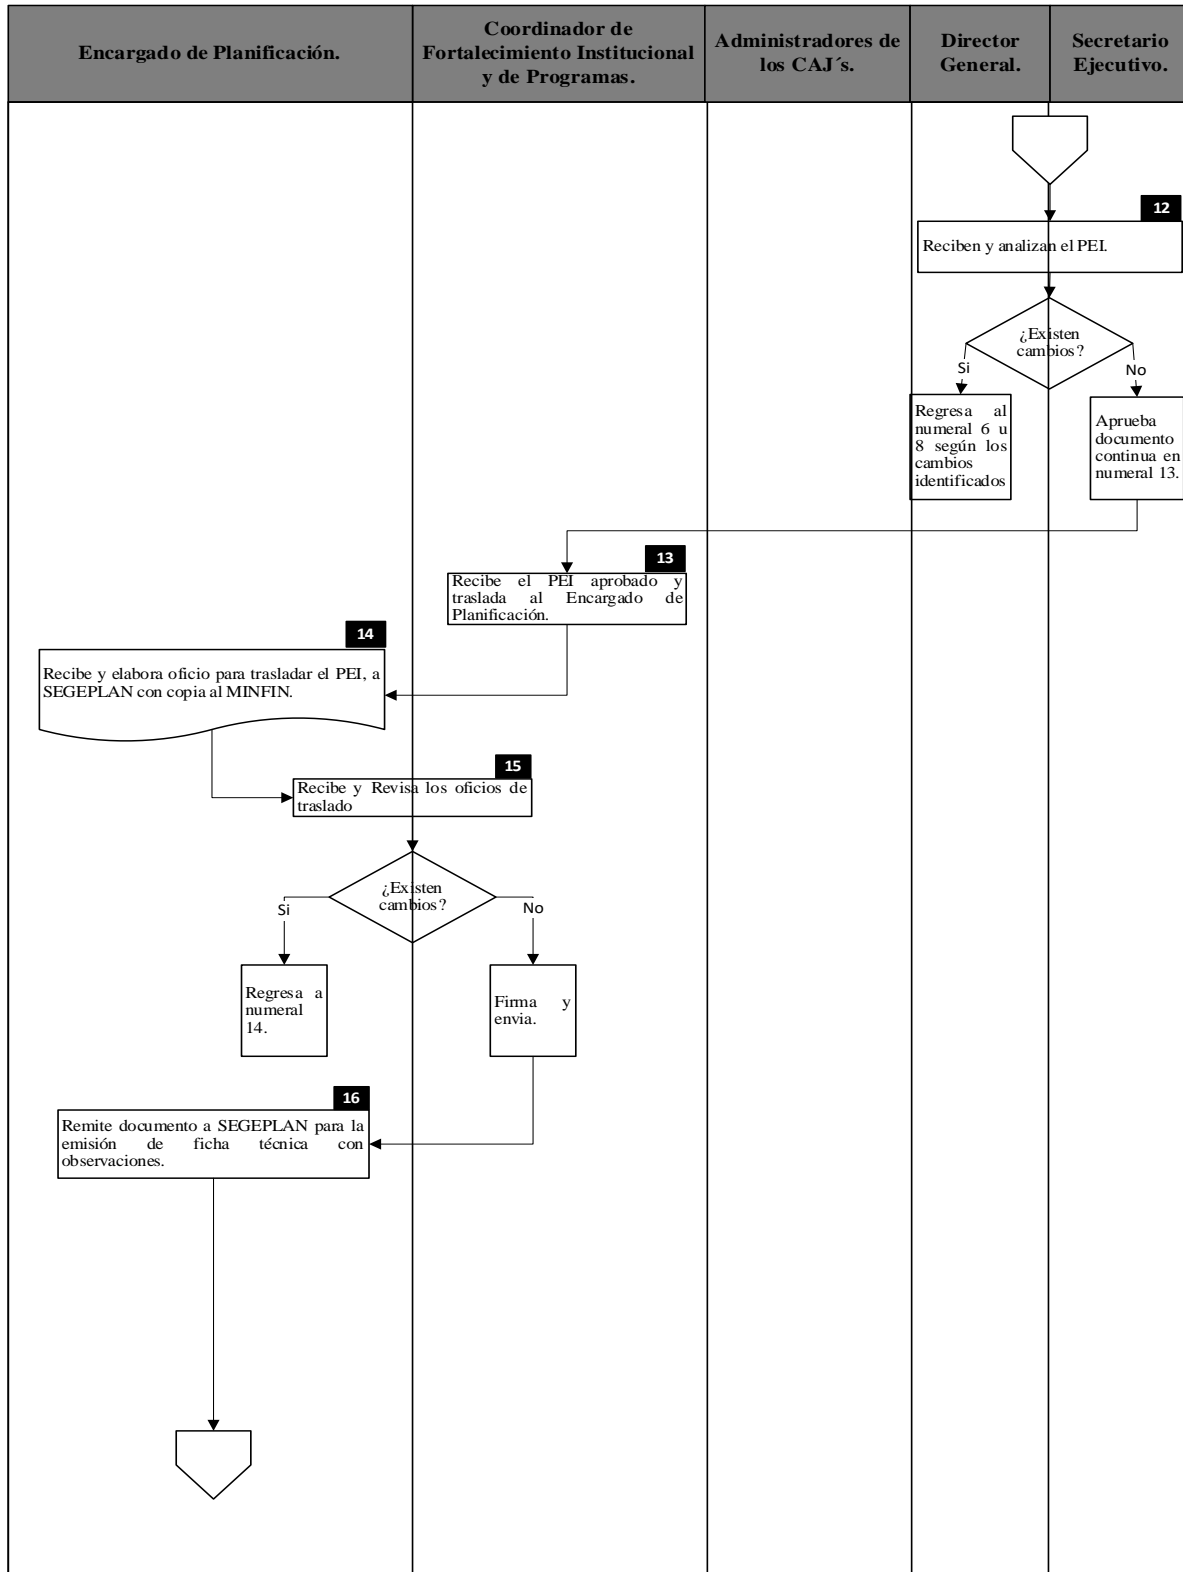 Encargado de Planificación.
Coordinador de
Fortalecimiento Institucional
y de Programas.
Administradores de
los CAJ´s.
Director
General.
Secretario
Ejecutivo.
12
Reciben y analizan el PEI.
¿Existen
cambios?
Si
No
Regresa al
numeral 6 u
8 según los
cambios
identificados
Aprueba
documento
continua en
numeral 13.
13
Recibe el PEI aprobado y
traslada al Encargado de
Planificación.
14
Recibe y elabora oficio para trasladar el PEI, a
SEGEPLAN con copia al MINFIN.
15
Recibe y Revisa los oficios de
traslado
¿Existen
cambios?
Si
No
Regresa a
numeral
14.
Firma y
envia.
16
Remite documento a SEGEPLAN para la
emisión de ficha técnica con
observaciones.